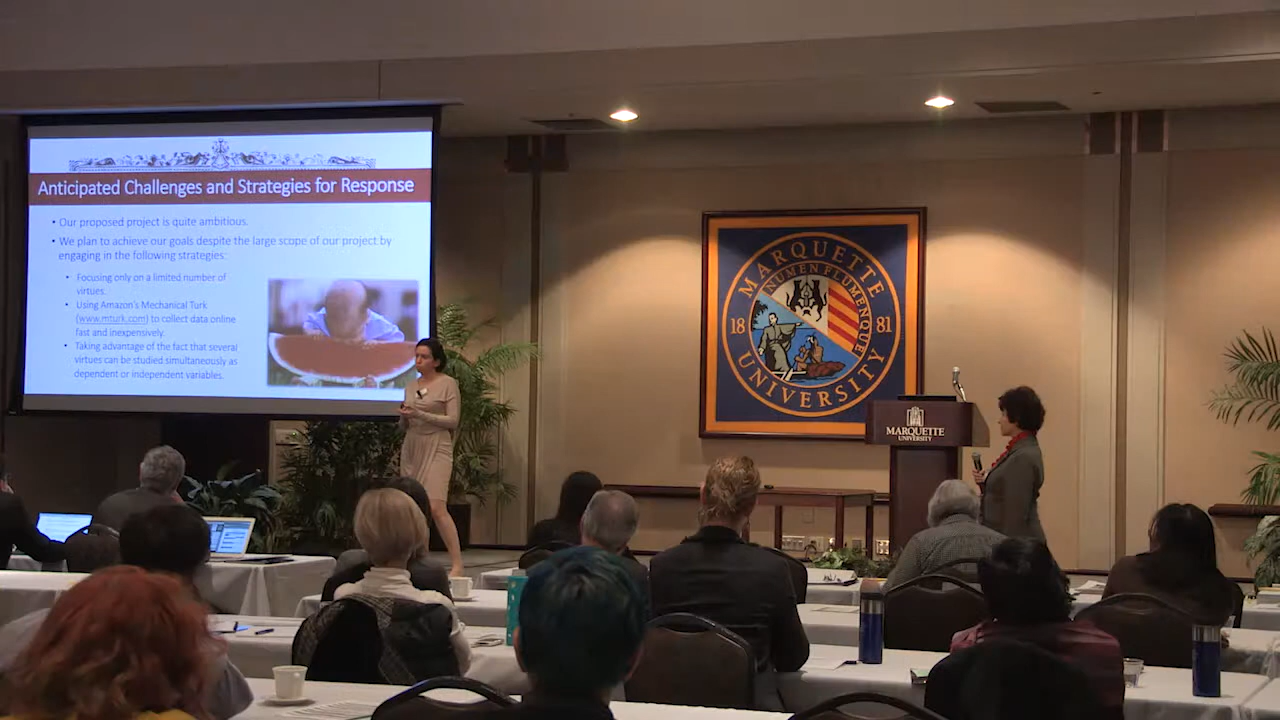 Anticipated Challenges and Strategies for Response
• Our proposed project is quite ambitious.
• We plan to achieve our goals despite the large scope of our project by
engaging in the following strategies:
• Focusing only on a limited number of
virtues.
• Using Amazon's Mechanical Turk
(www.mturk.com) to collect data online
fast and inexpensively.
• Taking advantage of the fact that several
virtues can be studied simultaneously as
dependent or independent variables.
MARQUETTE
NUMEN FLUMENQUE
18 81
UNIVERSITY
MARQUETTE
UNIVERSITY